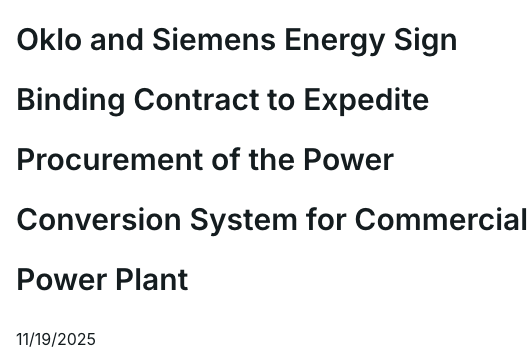 Oklo and Siemens Energy Sign
Binding Contract to Expedite
Procurement of the Power
Conversion System for Commercial
Power Plant
11/19/2025